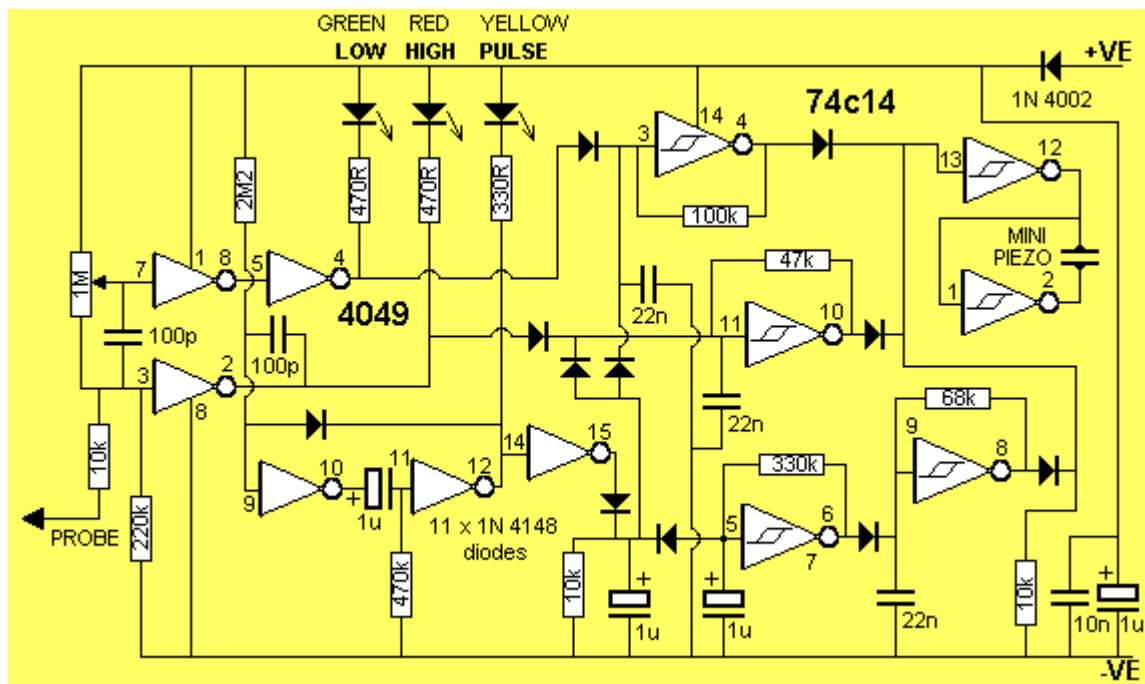 GREEN RED YELLOW
LOW HIGH PULSE
+VE
1N 4002
74c14
14
3
4
13
12
2M2
470R
470R
330R
100k
1M
7
1
8
5
4
4049
47k
MINI
PIEZO
1
2
100p
22n
11
10
100p
3
2
8
22n
68k
9
8
10k
14
15
330k
9
10
11
12
+
1u
11 x 1N 4148
diodes
5
6
7
PROBE
220k
470k
10k
+
1u
+
1u
22n
10k
10n
+
1u
-VE